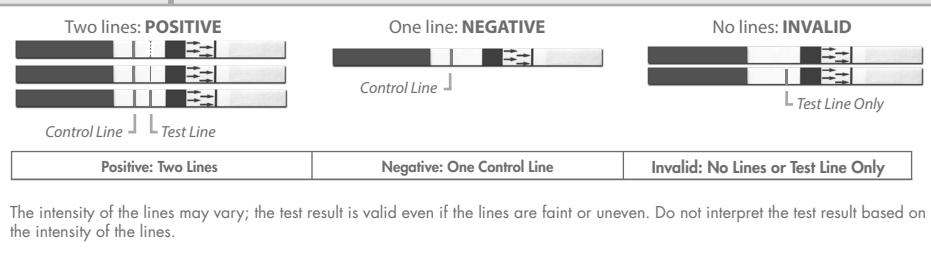 Two lines: POSITIVE
One line: NEGATIVE
No lines: INVALID
Control Line
Test Line
Control Line
Test Line Only
Positive: Two Lines
Negative: One Control Line
Invalid: No Lines or Test Line Only
The intensity of the lines may vary; the test result is valid even if the lines are faint or uneven. Do not interpret the test result based on
the intensity of the lines.